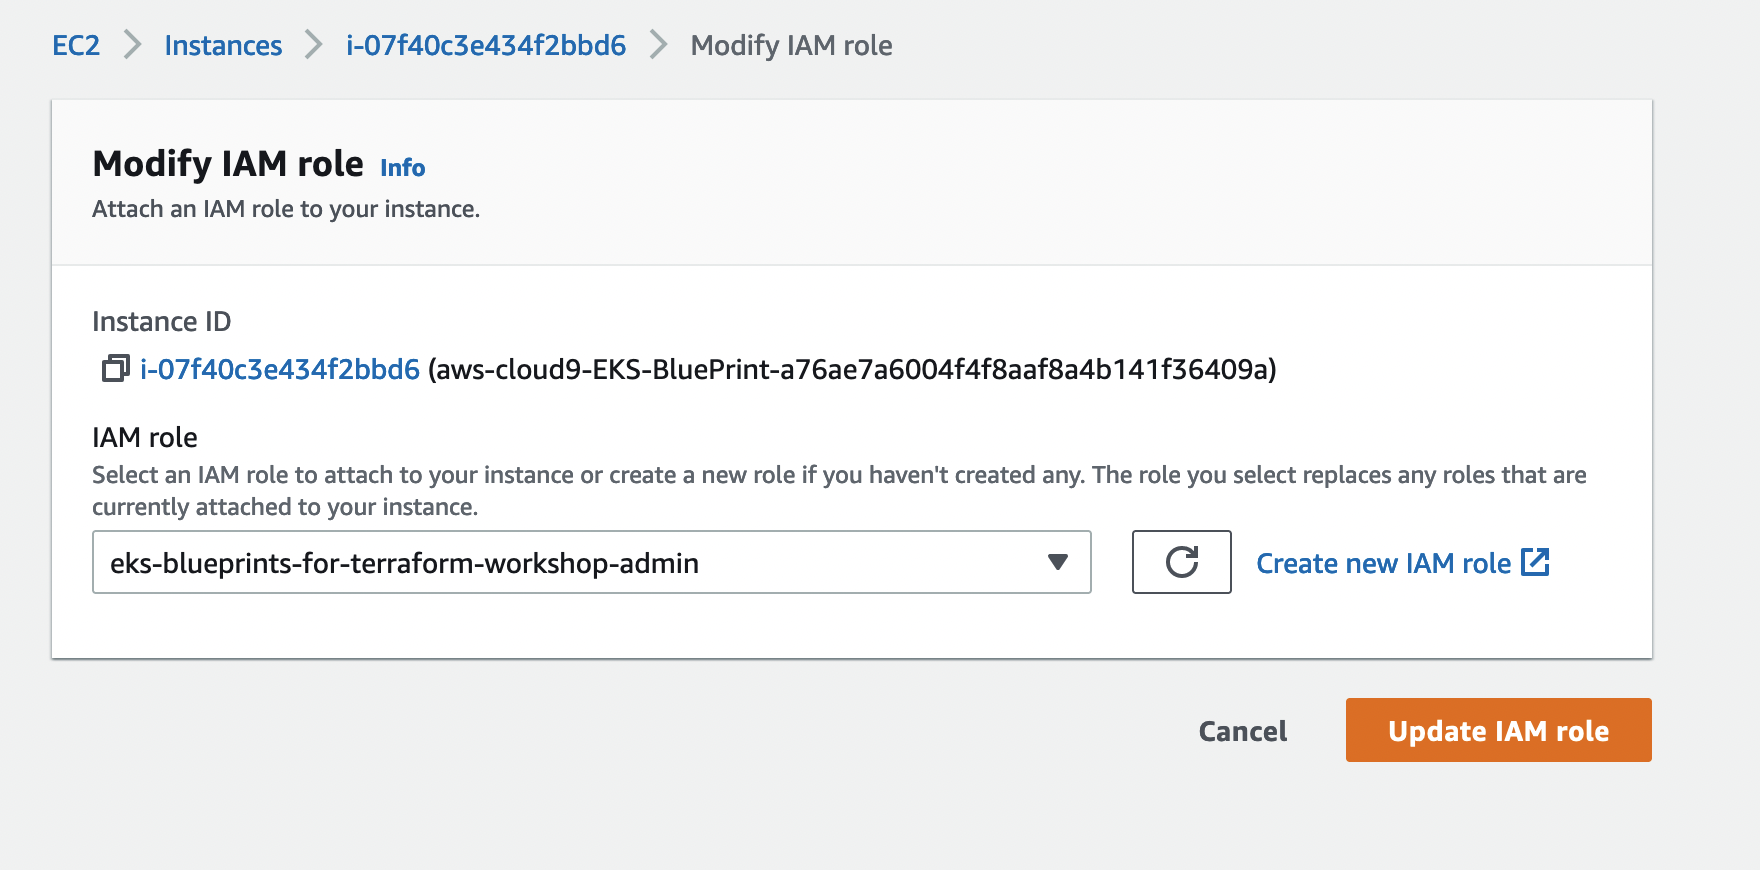 EC2 > Instances > i-07f40c3e434f2bbd6 > Modify IAM role
Modify IAM role Info
Attach an IAM role to your instance.
Instance ID
i-07f40c3e434f2bbd6 (aws-cloud9-EKS-BluePrint-a76ae7a6004f4f8aaf8a4b141f36409a)
IAM role
Select an IAM role to attach to your instance or create a new role if you haven't created any. The role you select replaces any roles that are
currently attached to your instance.
eks-blueprints-for-terraform-workshop-admin
Create new IAM role
Cancel
Update IAM role